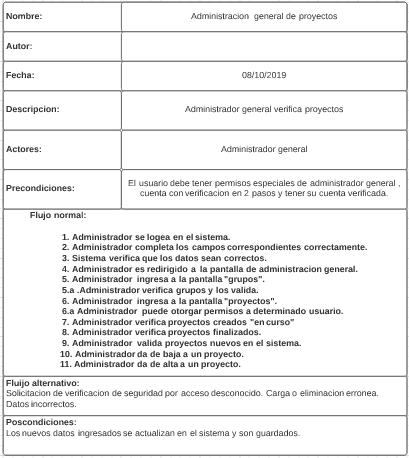 Nombre: Administracion general de proyectos
Autor:
Fecha: 08/10/2019
Descripcion: Administrador general verifica proyectos
Actores: Administrador general
Precondiciones: El usuario debe tener permisos especiales de administrador general ,
cuenta con verificacion en 2 pasos y tener su cuenta verificada.
Flujo normal:
1. Administrador se logea en el sistema.
2. Administrador completa los campos correspondientes correctamente.
3. Sistema verifica que los datos sean correctos.
4. Administrador es redirigido a la pantalla de administracion general.
5. Administrador ingresa a la pantalla "grupos".
5.a .Administrador verifica grupos y los valida.
6. Administrador ingresa a la pantalla "proyectos".
6.a Administrador puede otorgar permisos a determinado usuario.
7. Administrador verifica proyectos creados "en curso"
8. Administrador verifica proyectos finalizados.
9. Administrador valida proyectos nuevos en el sistema.
10. Administrador da de baja a un proyecto.
11. Administrador da de alta a un proyecto.
Fluijo alternativo:
Solicitacion de verificacion de seguridad por acceso desconocido. Carga o eliminacion erronea.
Datos incorrectos.
Poscondiciones:
Los nuevos datos ingresados se actualizan en el sistema y son guardados.